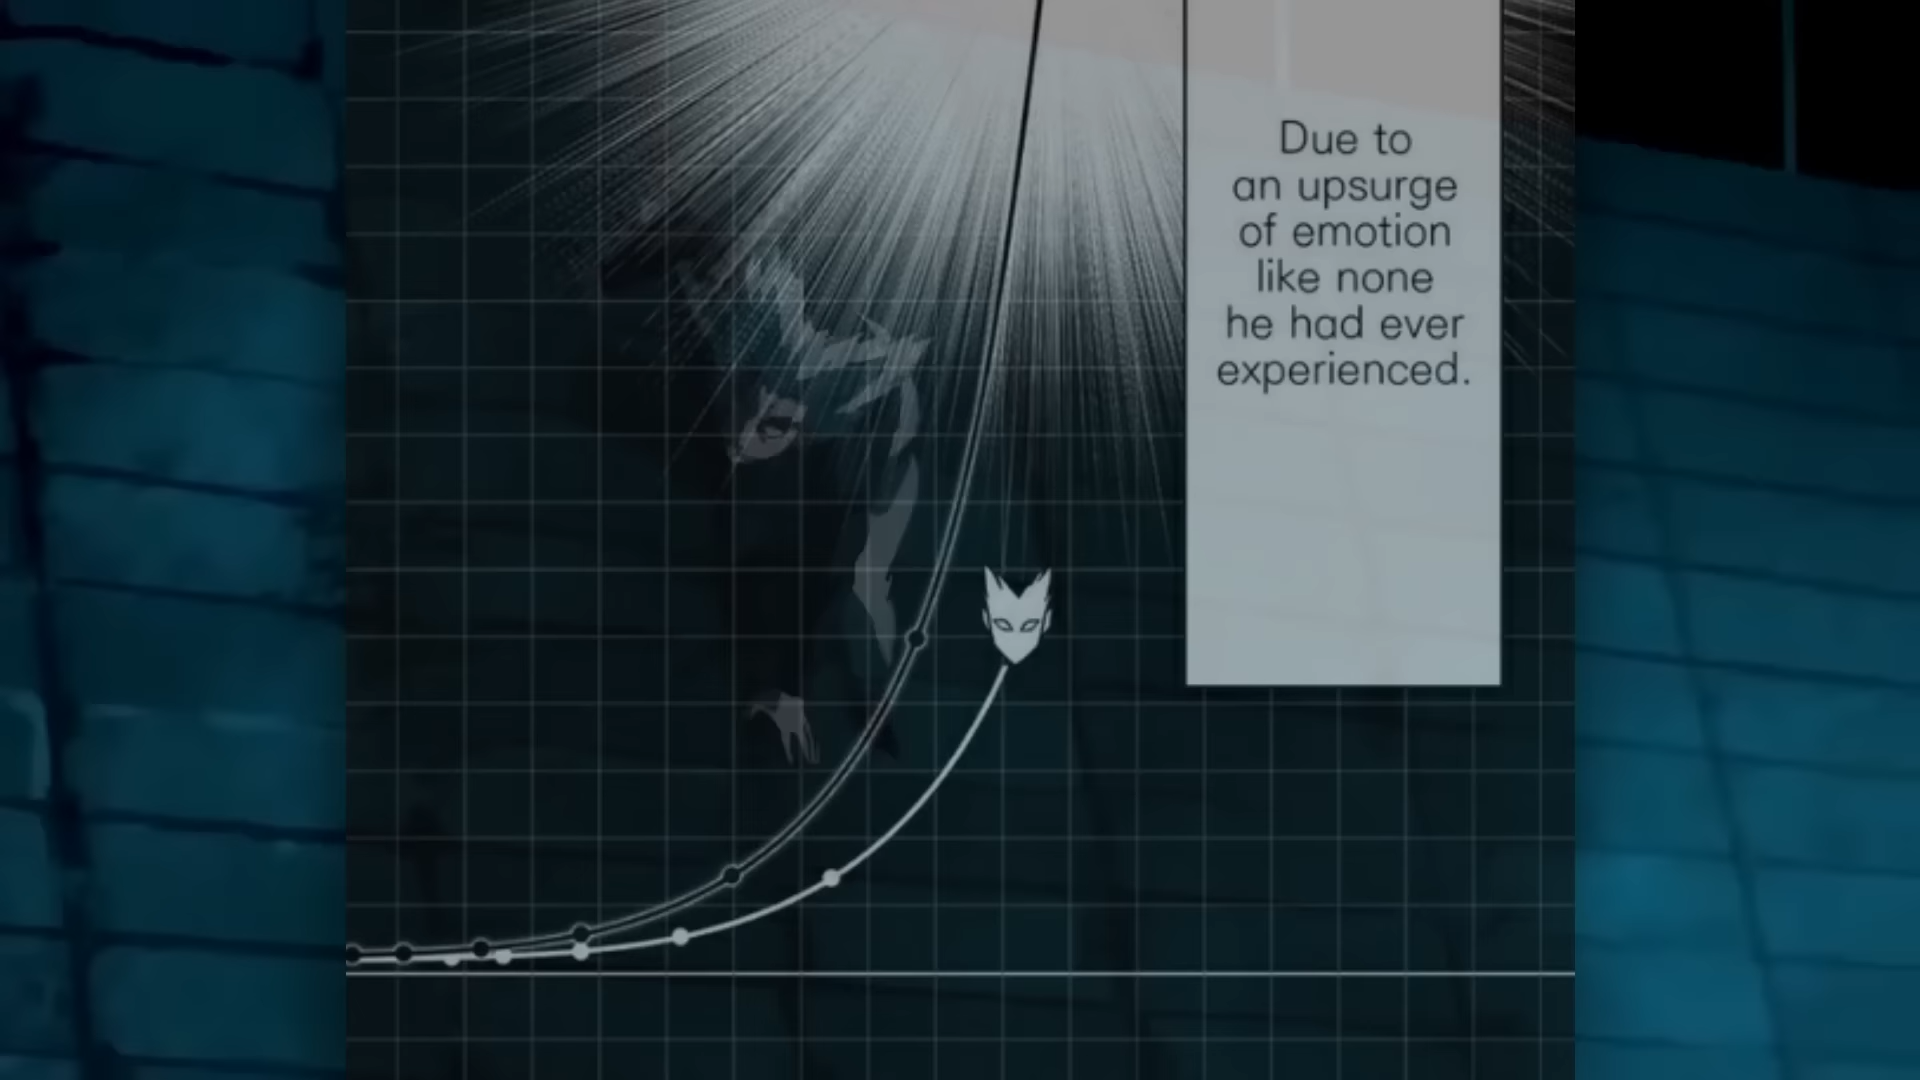 Due to
an upsurge
of emotion
like none
he had ever
experienced.